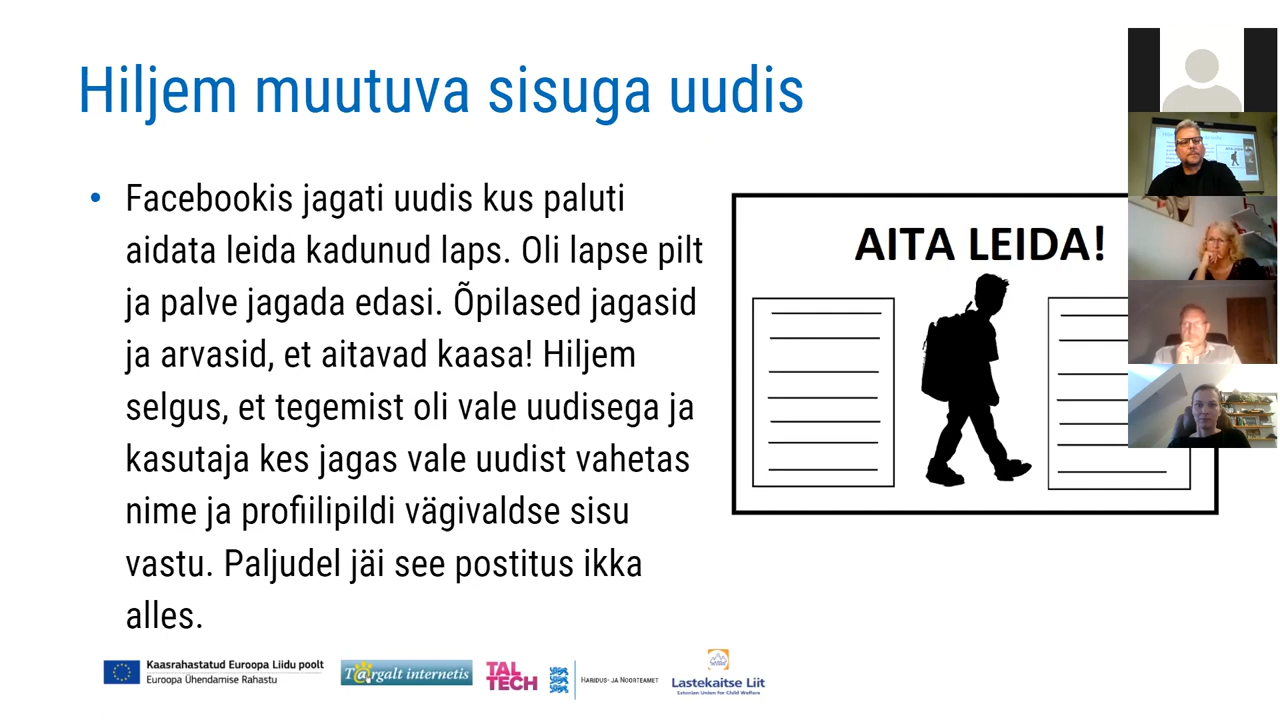 Hiljem muutuva sisuga uudis
• Facebookis jagati uudis kus paluti
aidata leida kadunud laps. Oli lapse pilt
ja palve jagada edasi. Õpilased jagasid
ja arvasid, et aitavad kaasa! Hiljem
selgus, et tegemist oli vale uudisega ja
kasutaja kes jagas vale uudist vahetas
nime ja profiilipildi vägivaldse sisu
vastu. Paljudel jäi see postitus ikka
alles.
AITA LEIDA!
Kaasrahastatud Euroopa Liidu poolt
Euroopa Ühendamise Rahastu
T@rgalt internetis
TAL
TECH
HARIDUS- JA NOORTEAMET
Lastekaitse Liit
Estonian Union for Child Welfare